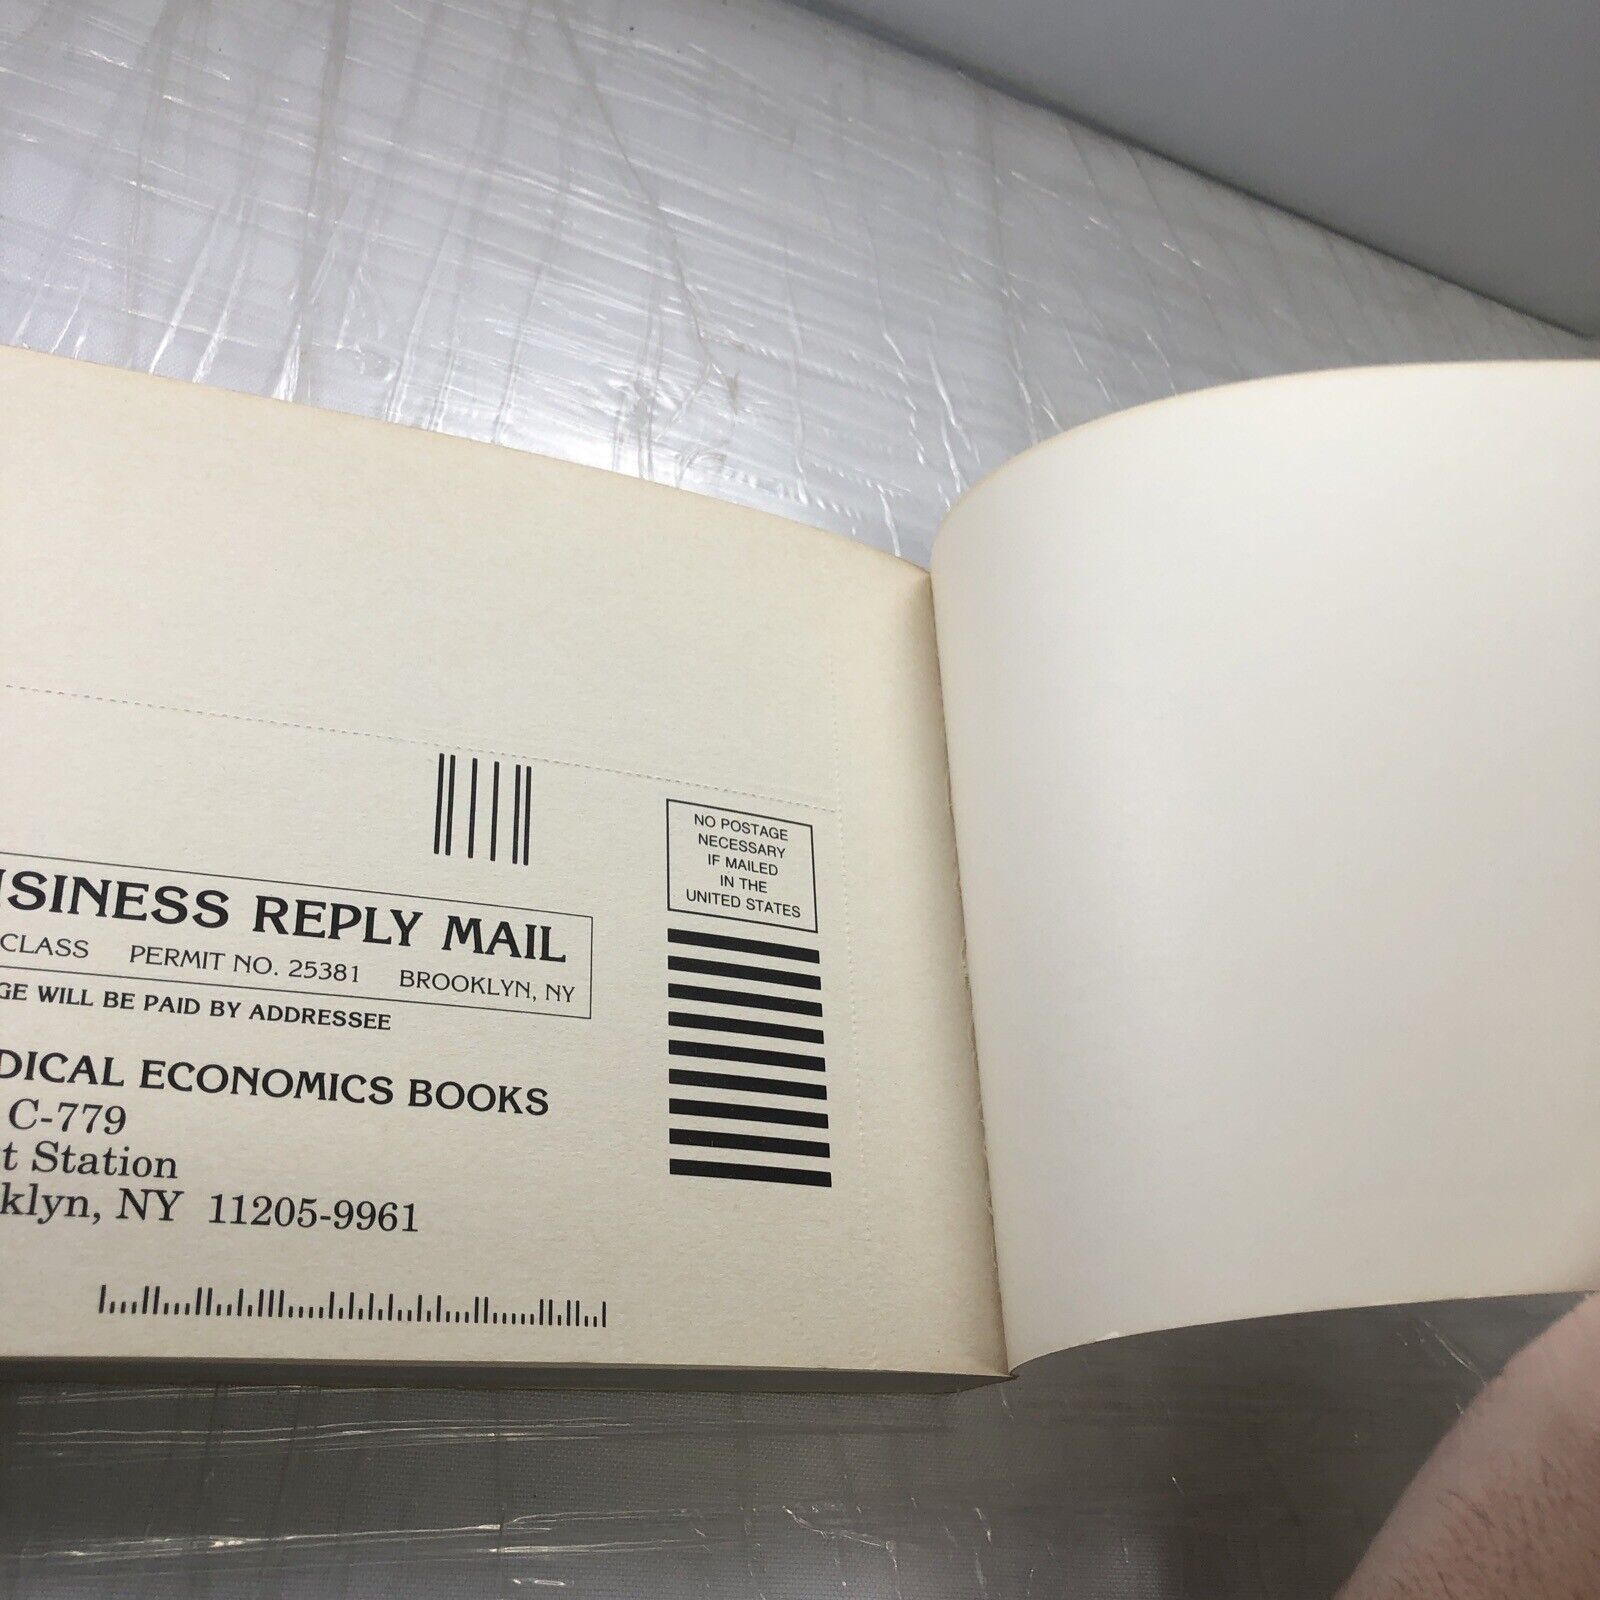 NO POSTAGE
NECESSARY
IF MAILED
IN THE
UNITED STATES
USINESS REPLY MAIL
CLASS PERMIT NO. 25381 BROOKLYN, NY
GE WILL BE PAID BY ADDRESSEE
DICAL ECONOMICS BOOKS
C-779
t Station
klyn, NY 11205-9961